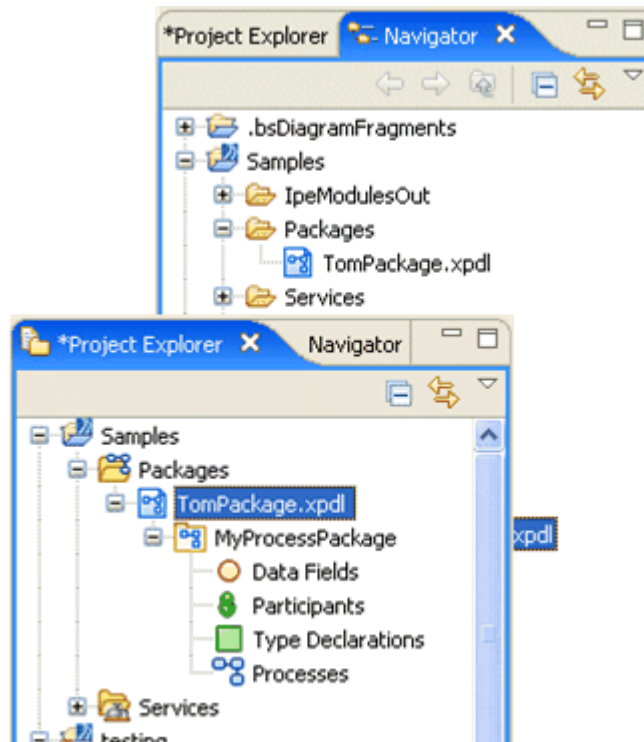 *Project Explorer Navigator
.bsDiagramFragments
Samples
IpeModulesOut
Packages
TomPackage.xpdl
Services
*Project Explorer Navigator
Samples
Packages
TomPackage.xpdl
MyProcessPackage
xpdl
Data Fields
Participants
Type Declarations
Processes
Services
testing